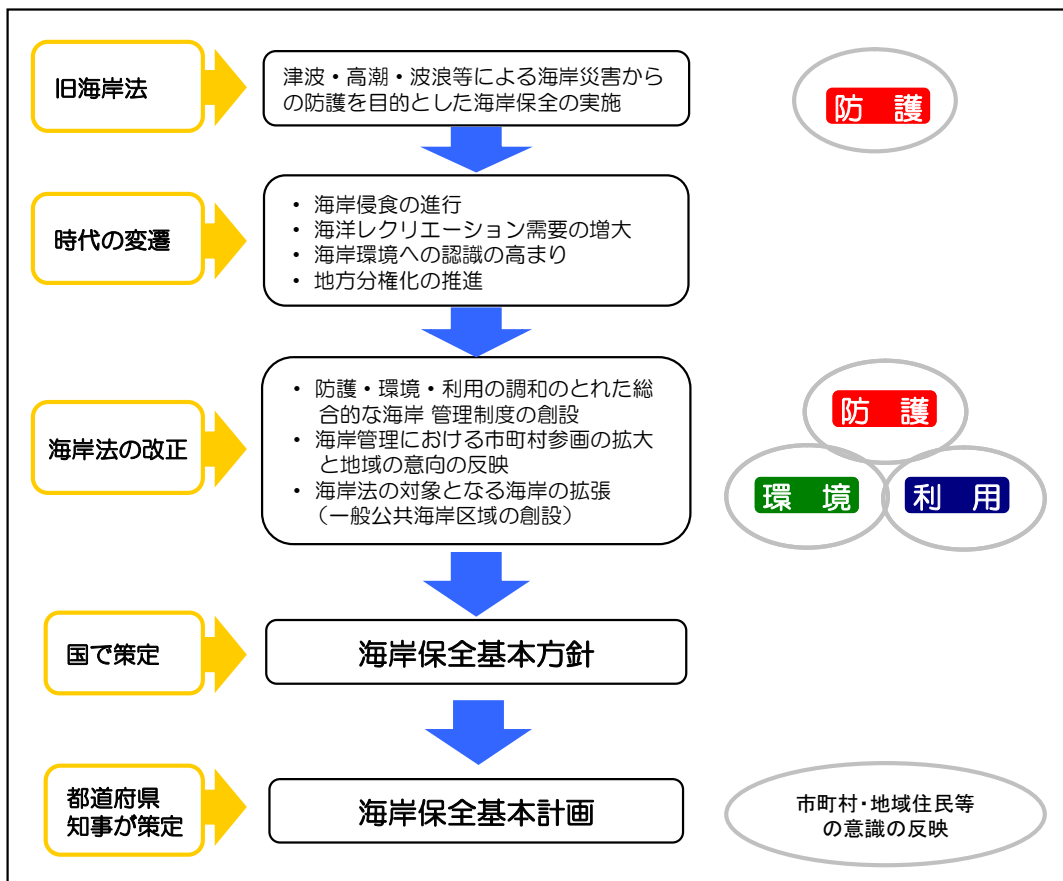 旧海岸法
津波・高潮・波浪等による海岸災害から
の防護を目的とした海岸保全の実施
防 護
時代の変遷
・ 海岸侵食の進行
・ 海洋レクリエーション需要の増大
・ 海岸環境への認識の高まり
・ 地方分権化の推進
海岸法の改正
・ 防護・環境・利用の調和のとれた総
合的な海岸 管理制度の創設
・ 海岸管理における市町村参画の拡大
と地域の意向の反映
・ 海岸法の対象となる海岸の拡張
（一般公共海岸区域の創設）
防 護
環 境
利 用
国で策定
海岸保全基本方針
都道府県
知事が策定
海岸保全基本計画
市町村・地域住民等
の意識の反映